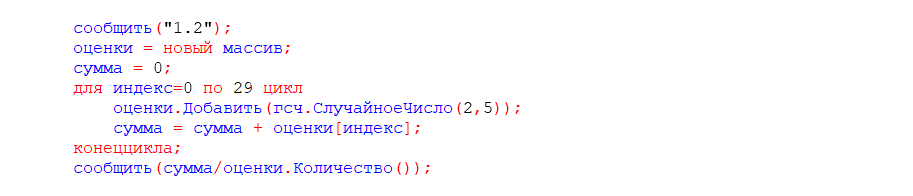 сообщить("1.2");
оценки = новый массив;
сумма = 0;
для индекс=0 по 29 цикл
    оценки.Добавить(гсч.СлучайноеЧисло(2,5));
    сумма = сумма + оценки[индекс];
конеццикла;
сообщить(сумма/оценки.Количество());